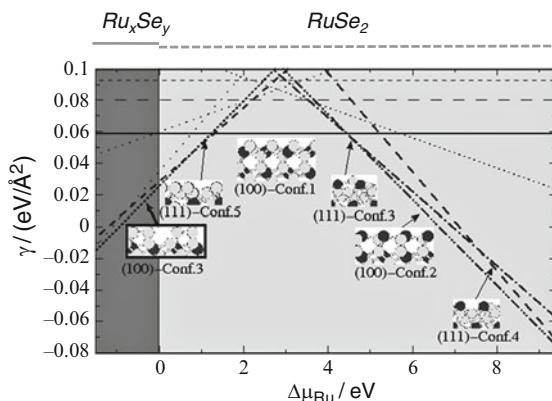 RuxSey RuSe2
0.1
0.08
0.06
0.04
0.02
0
−0.02
−0.04
−0.06
−0.08
γ / (eV/Å²)
(111)−Conf.5
(100)−Conf.1
(111)−Conf.3
(100)−Conf.3
(100)−Conf.2
(111)−Conf.4
0 2 4 6 8
ΔμRu / eV